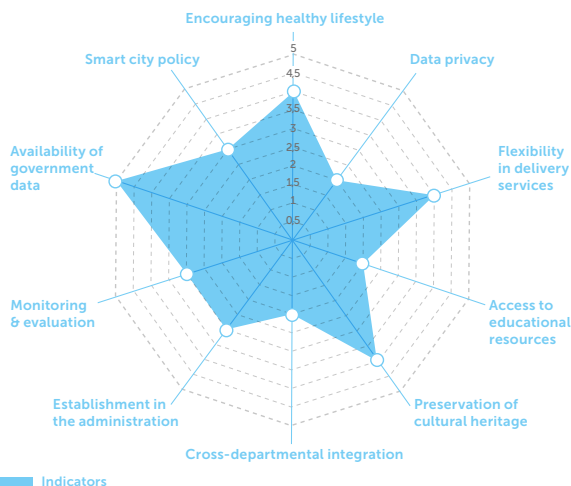 Encouraging healthy lifestyle
Smart city policy
Data privacy
5
4.5
3.5
3
2.5
2
1.5
1
0.5
Availability of
government
data
Flexibility
in delivery
services
Monitoring
& evaluation
Access to
educational
resources
Establishment in
the administration
Preservation of
cultural heritage
Cross-departmental integration
Indicators